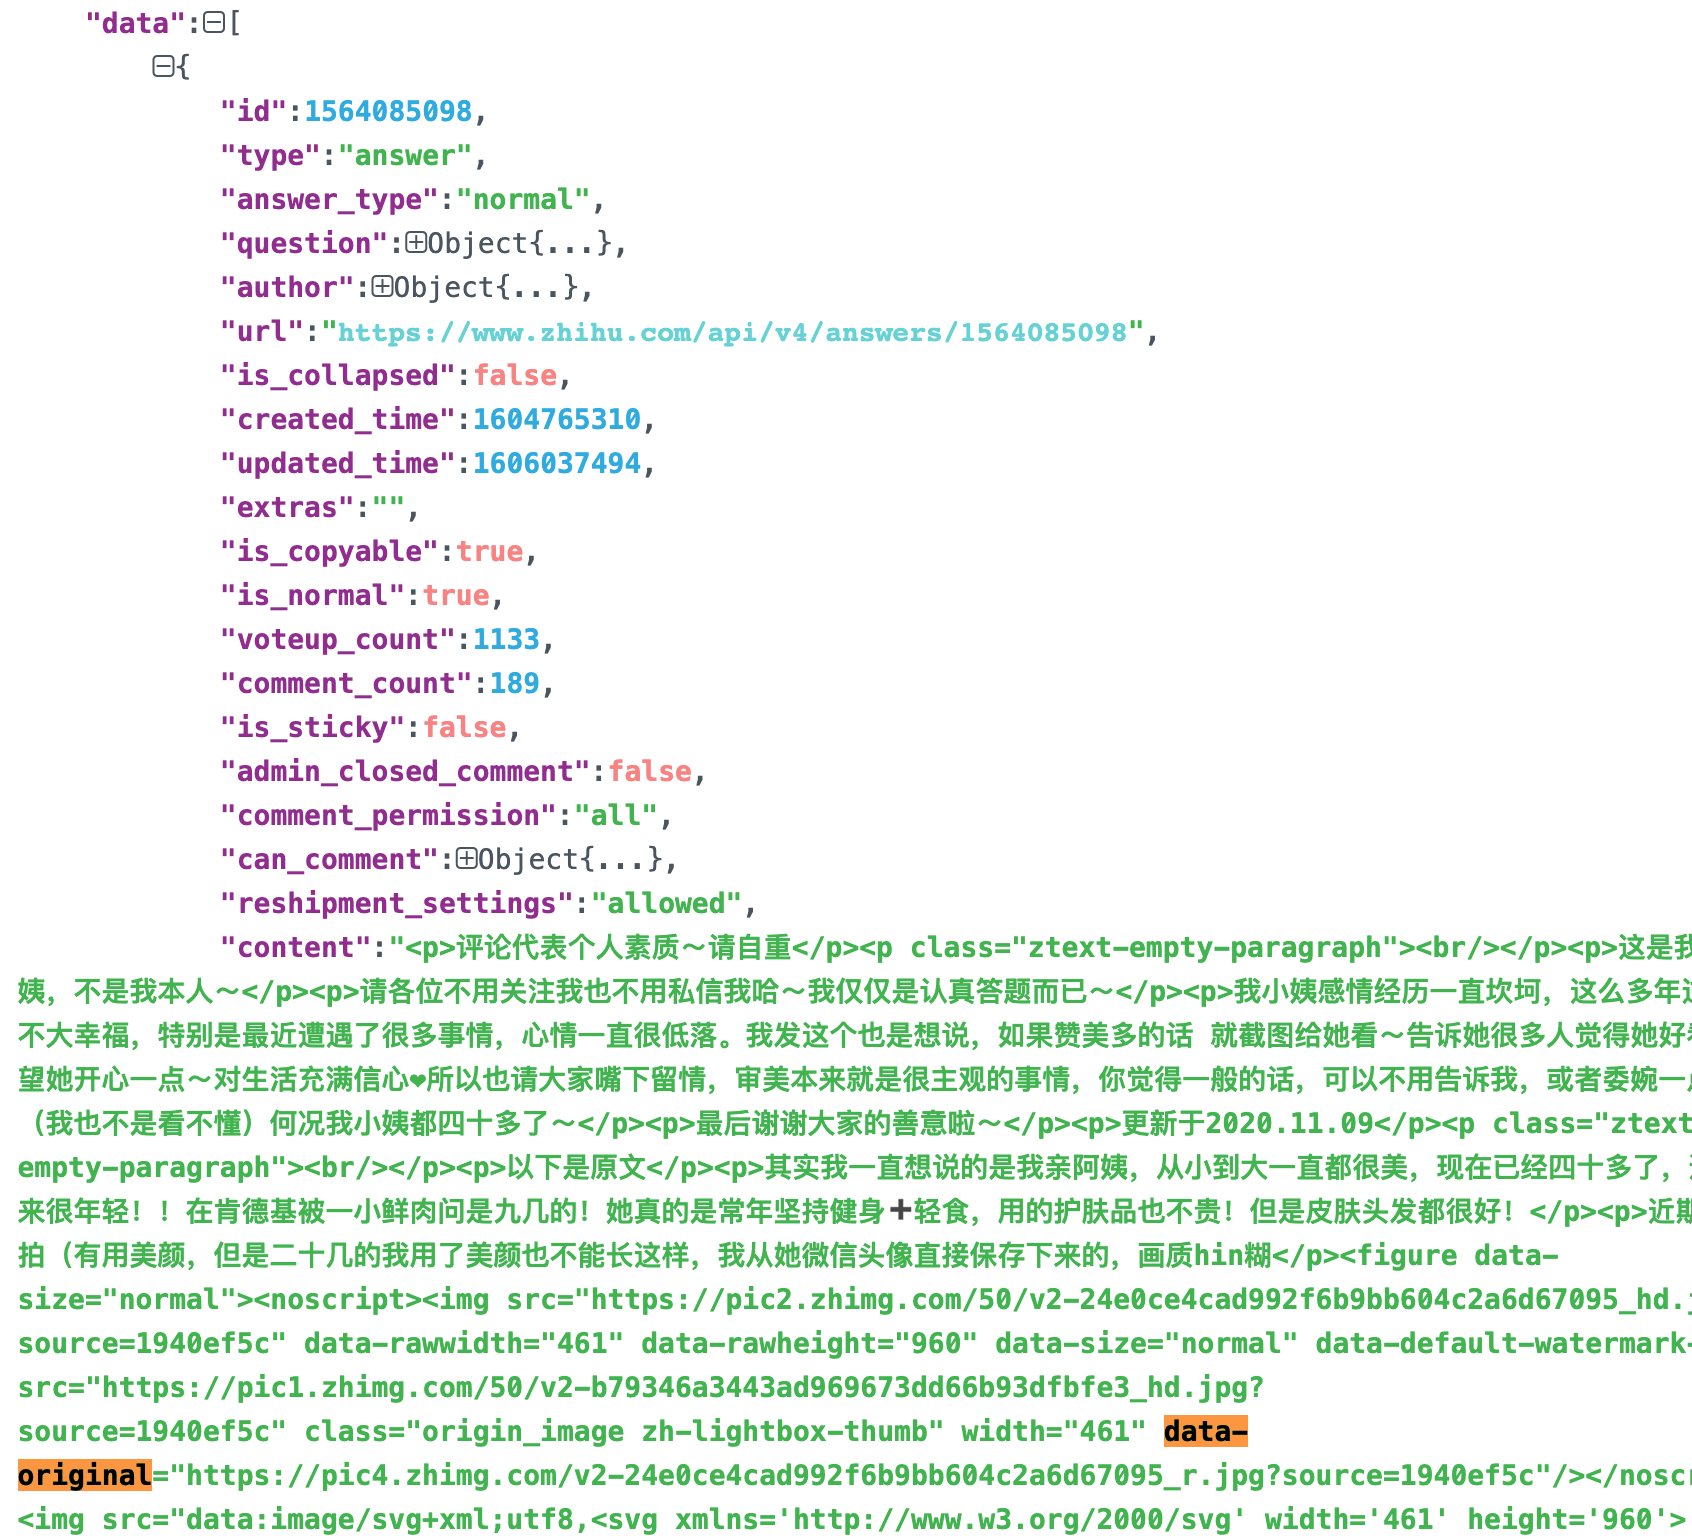 "data":[
{
"id":1564085098,
"type":"answer",
"answer_type":"normal",
"question":Object{...},
"author":Object{...},
"url":"https://www.zhihu.com/api/v4/answers/1564085098",
"is_collapsed":false,
"created_time":1604765310,
"updated_time":1606037494,
"extras":"",
"is_copyable":true,
"is_normal":true,
"voteup_count":1133,
"comment_count":189,
"is_sticky":false,
"admin_closed_comment":false,
"comment_permission":"all",
"can_comment":Object{...},
"reshipment_settings":"allowed",
"content":"<p>评论代表个人素质～请自重</p><p class="ztext-empty-paragraph"><br/></p><p>这是我
姨，不是我本人～</p><p>请各位不用关注我也不用私信我哈～我仅仅是认真答题而已～</p><p>我小姨感情经历一直坎坷，这么多年过
不大幸福，特别是最近遭遇了很多事情，心情一直很低落。我发这个也是想说，如果赞美多的话 就截图给她看～告诉她很多人觉得她好看
望她开心一点～对生活充满信心❤所以也请大家嘴下留情，审美本来就是很主观的事情，你觉得一般的话，可以不用告诉我，或者委婉一点
（我也不是看不懂）何况我小姨都四十多了～</p><p>最后谢谢大家的善意啦～</p><p>更新于2020.11.09</p><p class="ztext
empty-paragraph"><br/></p><p>以下是原文</p><p>其实我一直想说的是我亲阿姨，从小到大一直都很美，现在已经四十多了，
来很年轻！！在肯德基被一小鲜肉问是九几的！她真的是常年坚持健身➕轻食，用的护肤品也不贵！但是皮肤头发都很好！</p><p>近期
拍（有用美颜，但是二十几的我用了美颜也不能长这样，我从她微信头像直接保存下来的，画质hin糊</p><figure data-
size="normal"><noscript><img src="https://pic2.zhimg.com/50/v2-24e0ce4cad992f6b9bb604c2a6d67095_hd.j
source=1940ef5c" data-rawwidth="461" data-rawheight="960" data-size="normal" data-default-watermark-
src="https://pic1.zhimg.com/50/v2-b79346a3443ad969673dd66b93dfbfe3_hd.jpg?
source=1940ef5c" class="origin_image zh-lightbox-thumb" width="461" data-
original="https://pic4.zhimg.com/v2-24e0ce4cad992f6b9bb604c2a6d67095_r.jpg?source=1940ef5c"/></noscr
<img src="data:image/svg+xml;utf8,<svg xmlns='http://www.w3.org/2000/svg' width='461' height='960'>